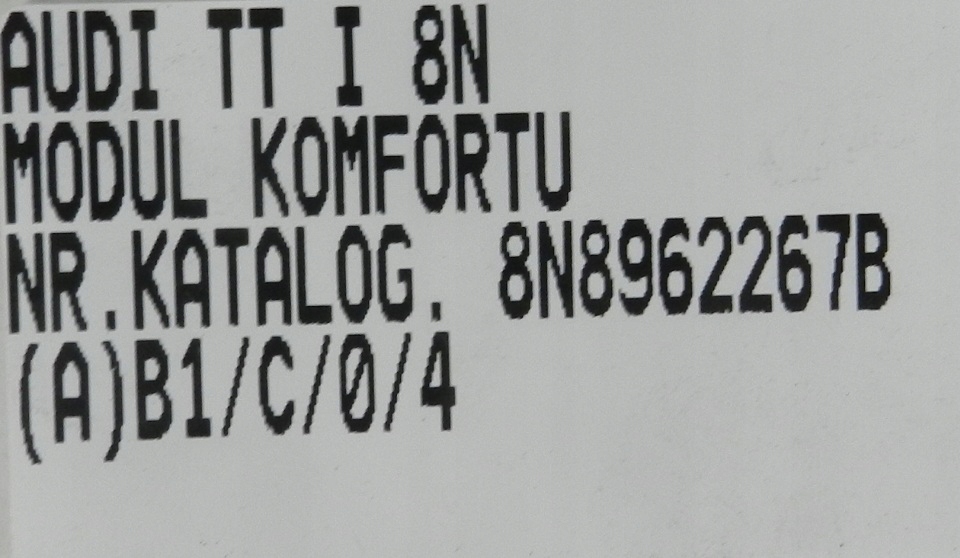 AUDI TT I 8N
MODUL KOMFORTU
NR.KATALOG. 8N8962267B
(A)B1/C/0/4